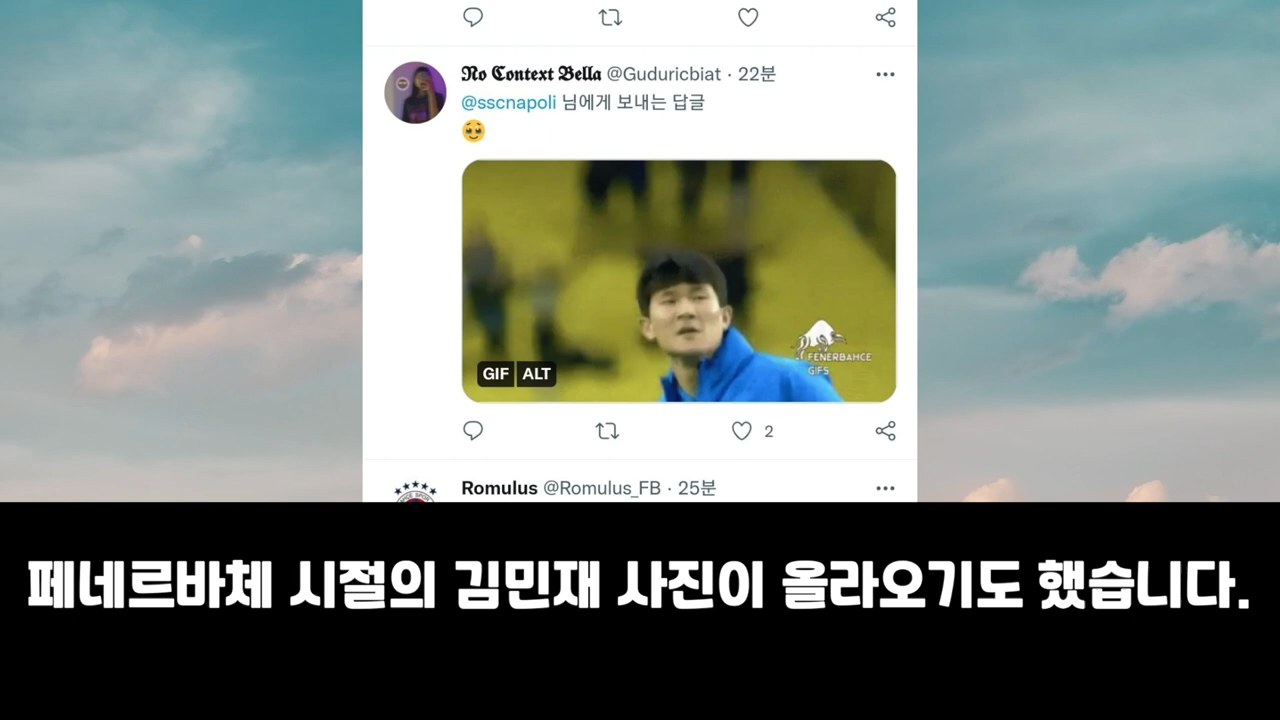 No Context Bella @Guduricbiat · 22분
@sscnapoli 님에게 보내는 답글
FENERBAHCE
GIFS
GIF ALT
2
Romulus @Romulus_FB · 25분
페네르바체 시절의 김민재 사진이 올라오기도 했습니다.